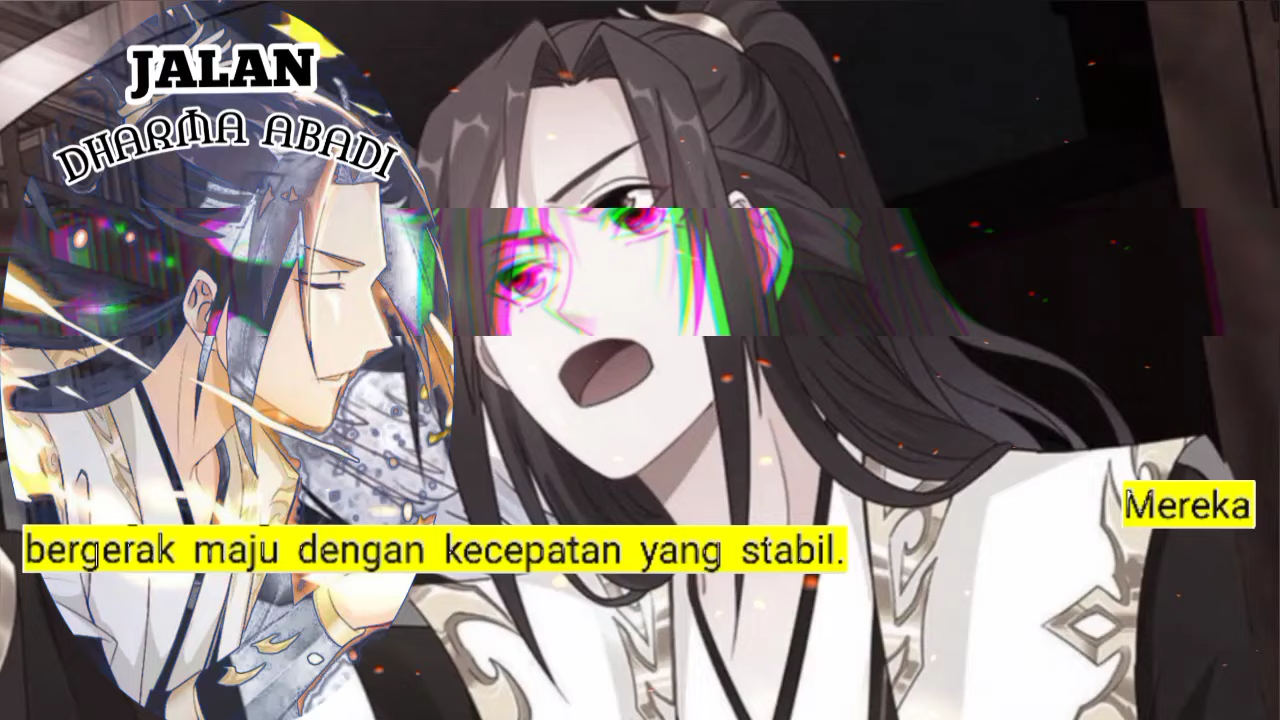 JALAN
DHARMA ABADI
Mereka
bergerak maju dengan kecepatan yang stabil.